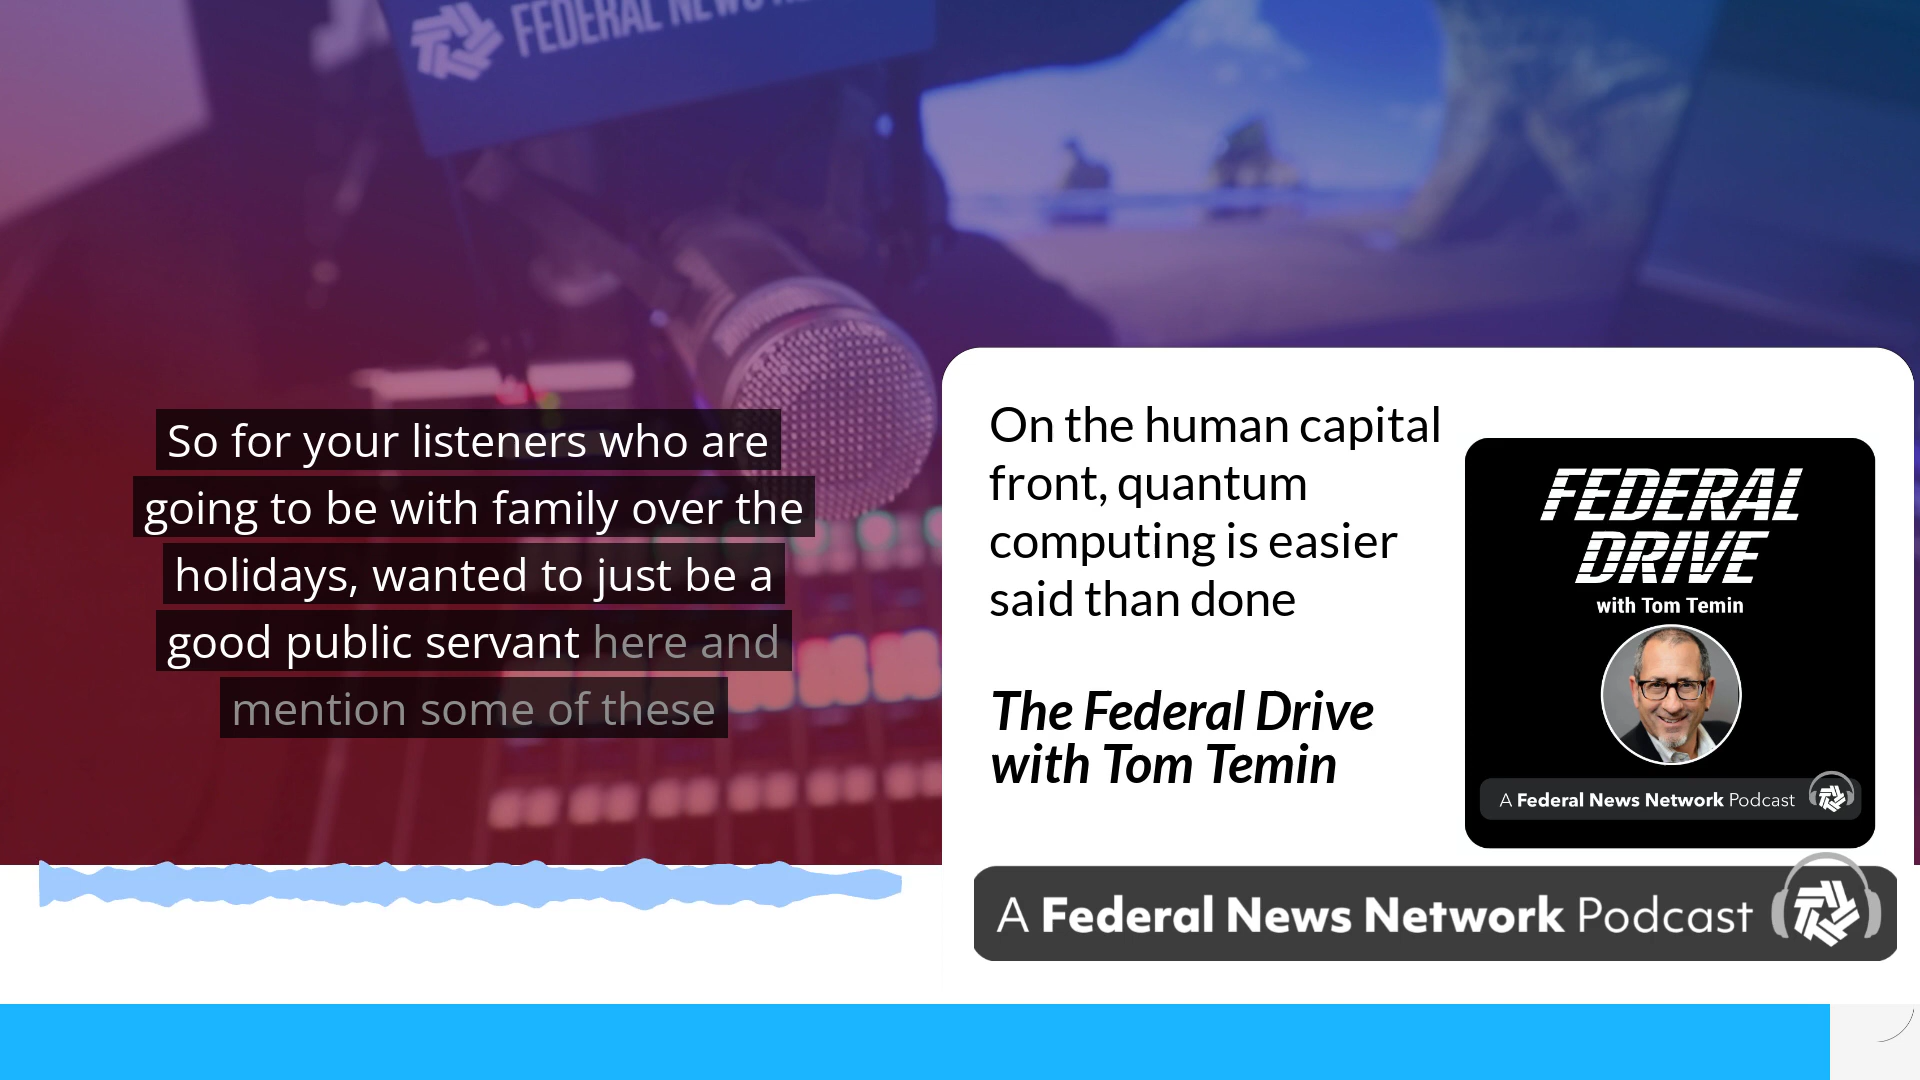 FEDERAL NEWS
So for your listeners who are
going to be with family over the
holidays, wanted to just be a
good public servant here and
mention some of these
On the human capital
front, quantum
computing is easier
said than done
The Federal Drive
with Tom Temin
FEDERAL
DRIVE
with Tom Temin
A Federal News Network Podcast
A Federal News Network Podcast